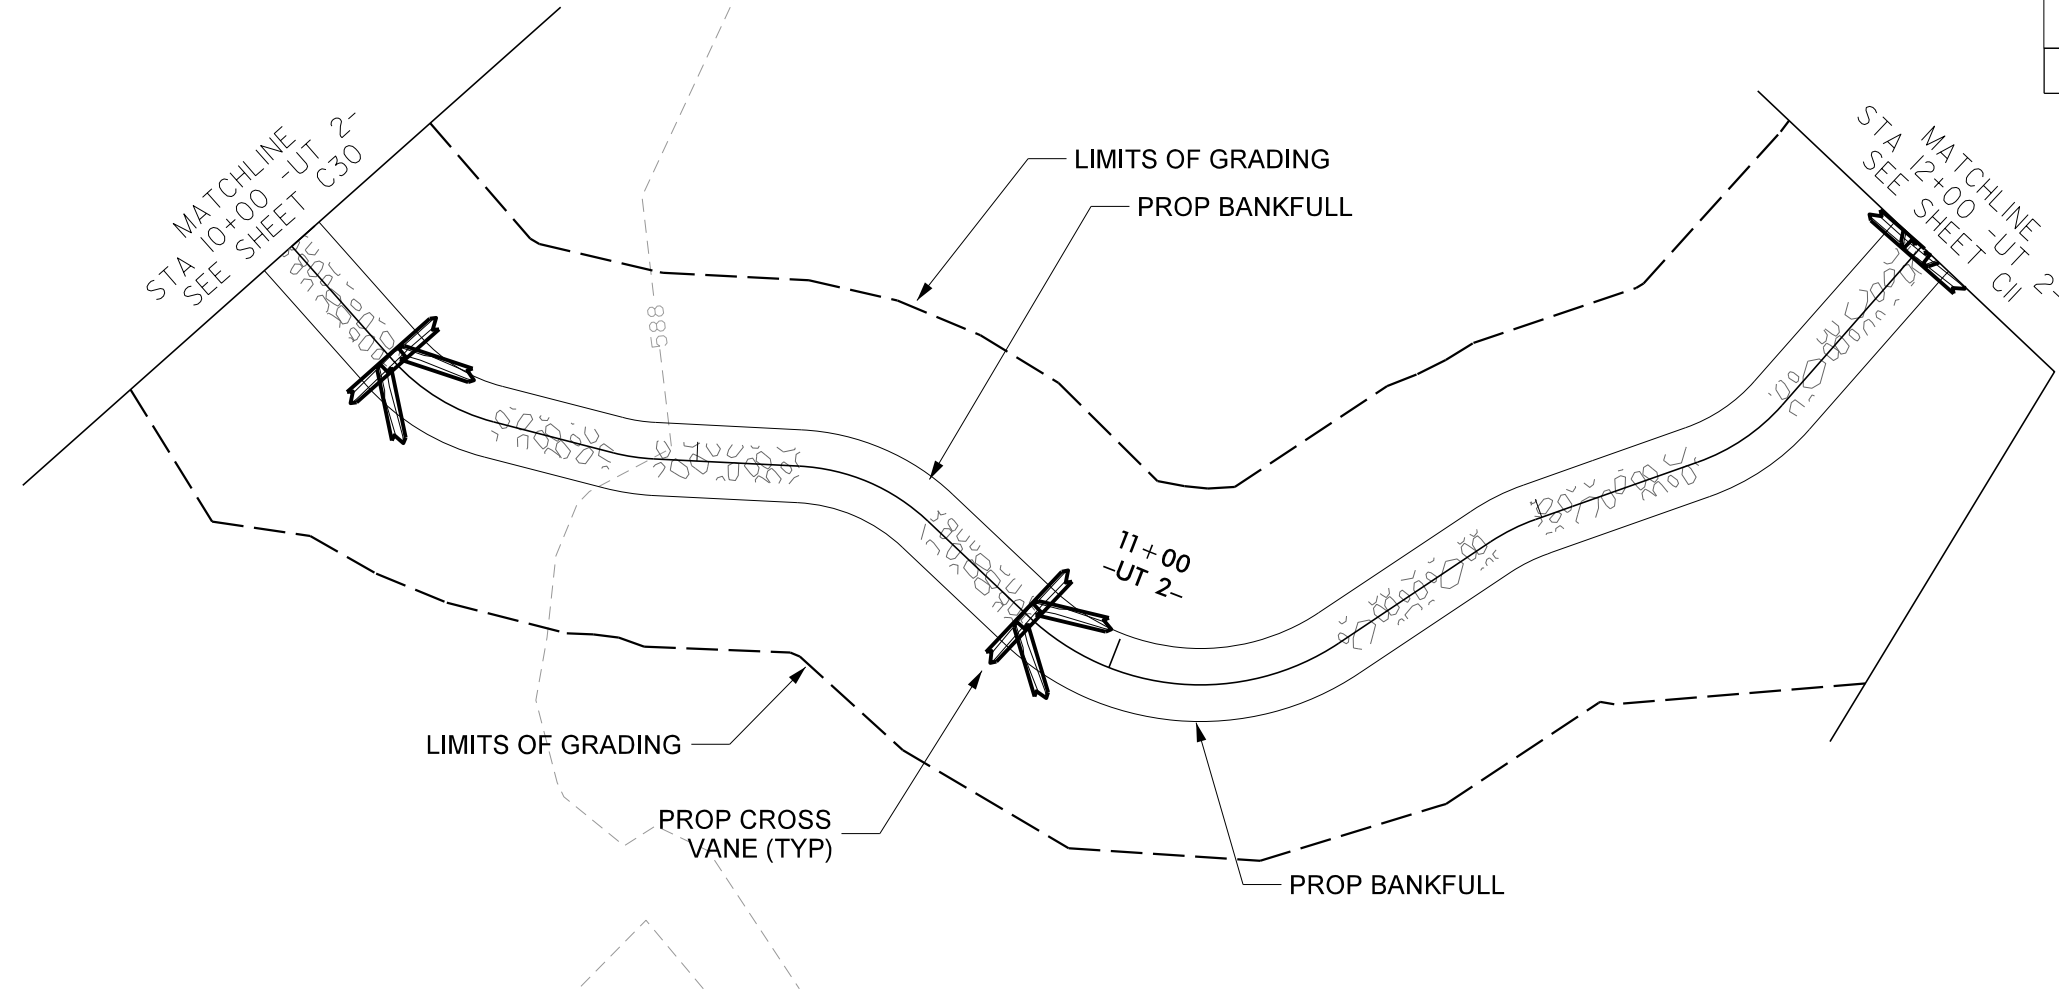 MATCHLINE
STA 10+00 -UT 2-
SEE SHEET C30
LIMITS OF GRADING
PROP BANKFULL
MATCHLINE
STA 12+00 -UT 2-
SEE SHEET C11
588
11+00
-UT 2-
LIMITS OF GRADING
PROP CROSS
VANE (TYP)
PROP BANKFULL